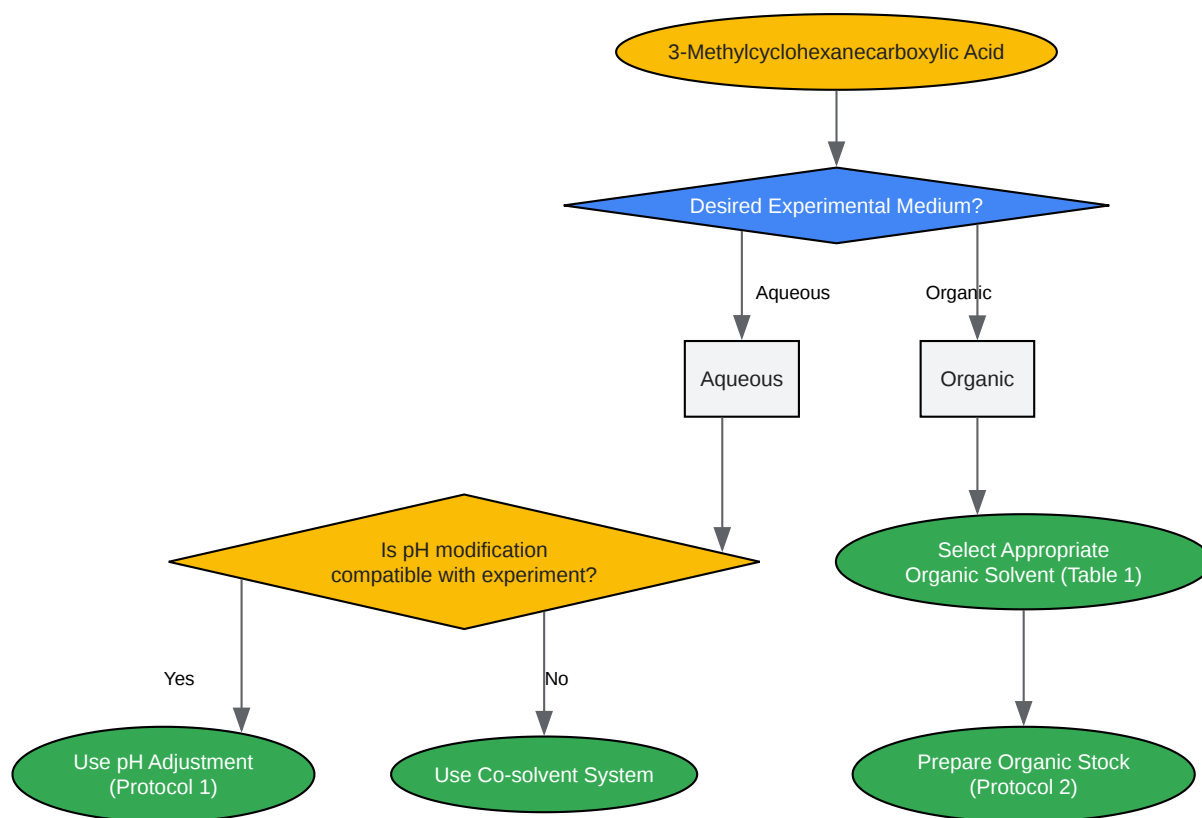 3-Methylcyclohexanecarboxylic Acid
Desired Experimental Medium?
Aqueous
Organic
Aqueous
Organic
Is pH modification
compatible with experiment?
Select Appropriate
Organic Solvent (Table 1)
Yes
No
Use pH Adjustment
(Protocol 1)
Use Co-solvent System
Prepare Organic Stock
(Protocol 2)